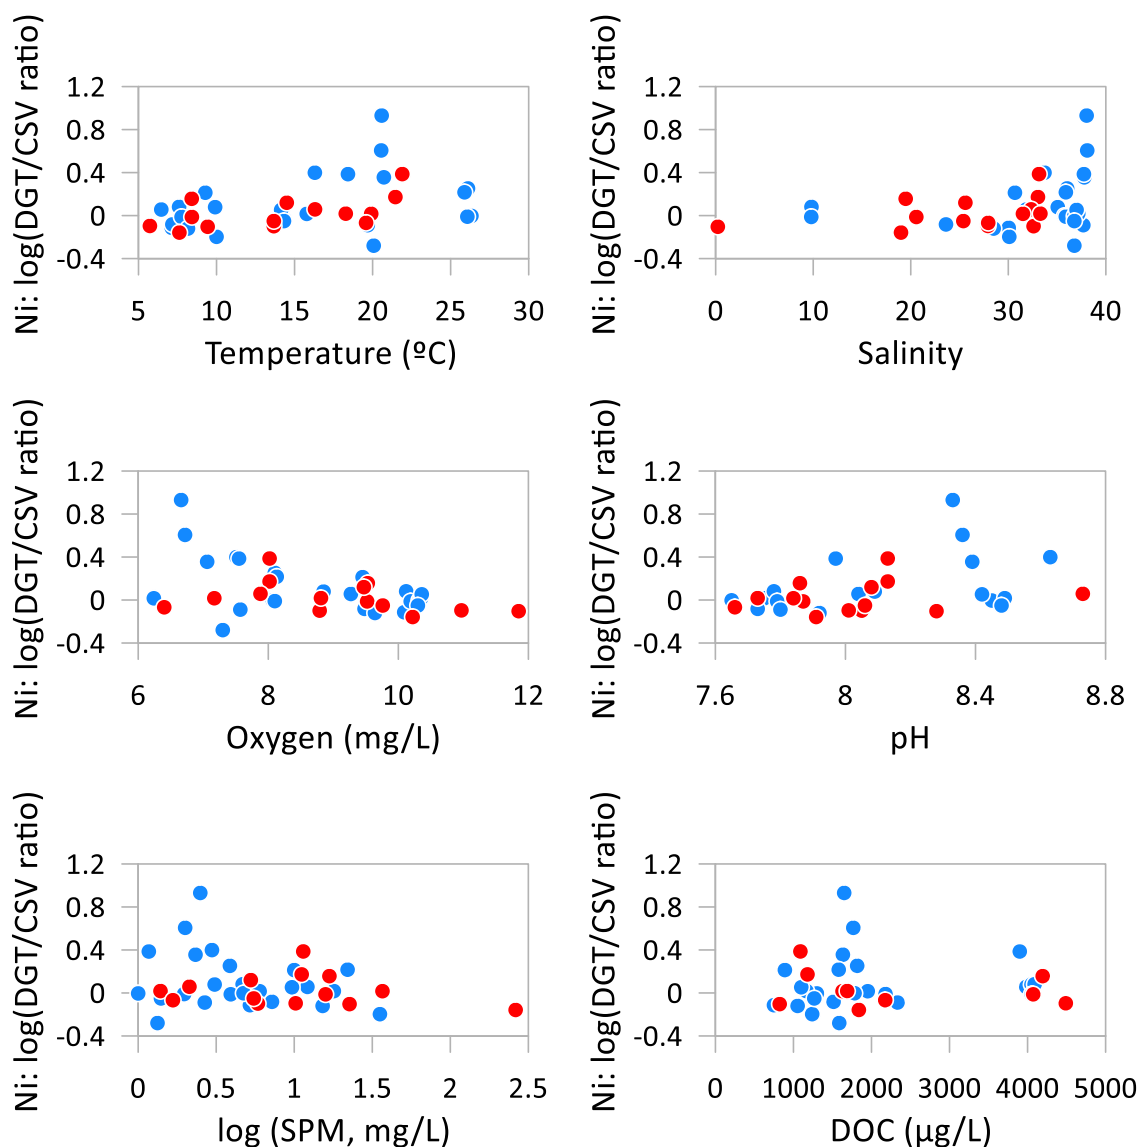 Ni: log(DGT/CSV ratio)
1.2
0.8
0.4
0
-0.4
5 10 15 20 25 30
Temperature (ºC)
Ni: log(DGT/CSV ratio)
1.2
0.8
0.4
0
-0.4
0 10 20 30 40
Salinity
Ni: log(DGT/CSV ratio)
1.2
0.8
0.4
0
-0.4
6 8 10 12
Oxygen (mg/L)
Ni: log(DGT/CSV ratio)
1.2
0.8
0.4
0
-0.4
7.6 8 8.4 8.8
pH
Ni: log(DGT/CSV ratio)
1.2
0.8
0.4
0
-0.4
0 0.5 1 1.5 2 2.5
log (SPM, mg/L)
Ni: log(DGT/CSV ratio)
1.2
0.8
0.4
0
-0.4
0 1000 2000 3000 4000 5000
DOC (µg/L)